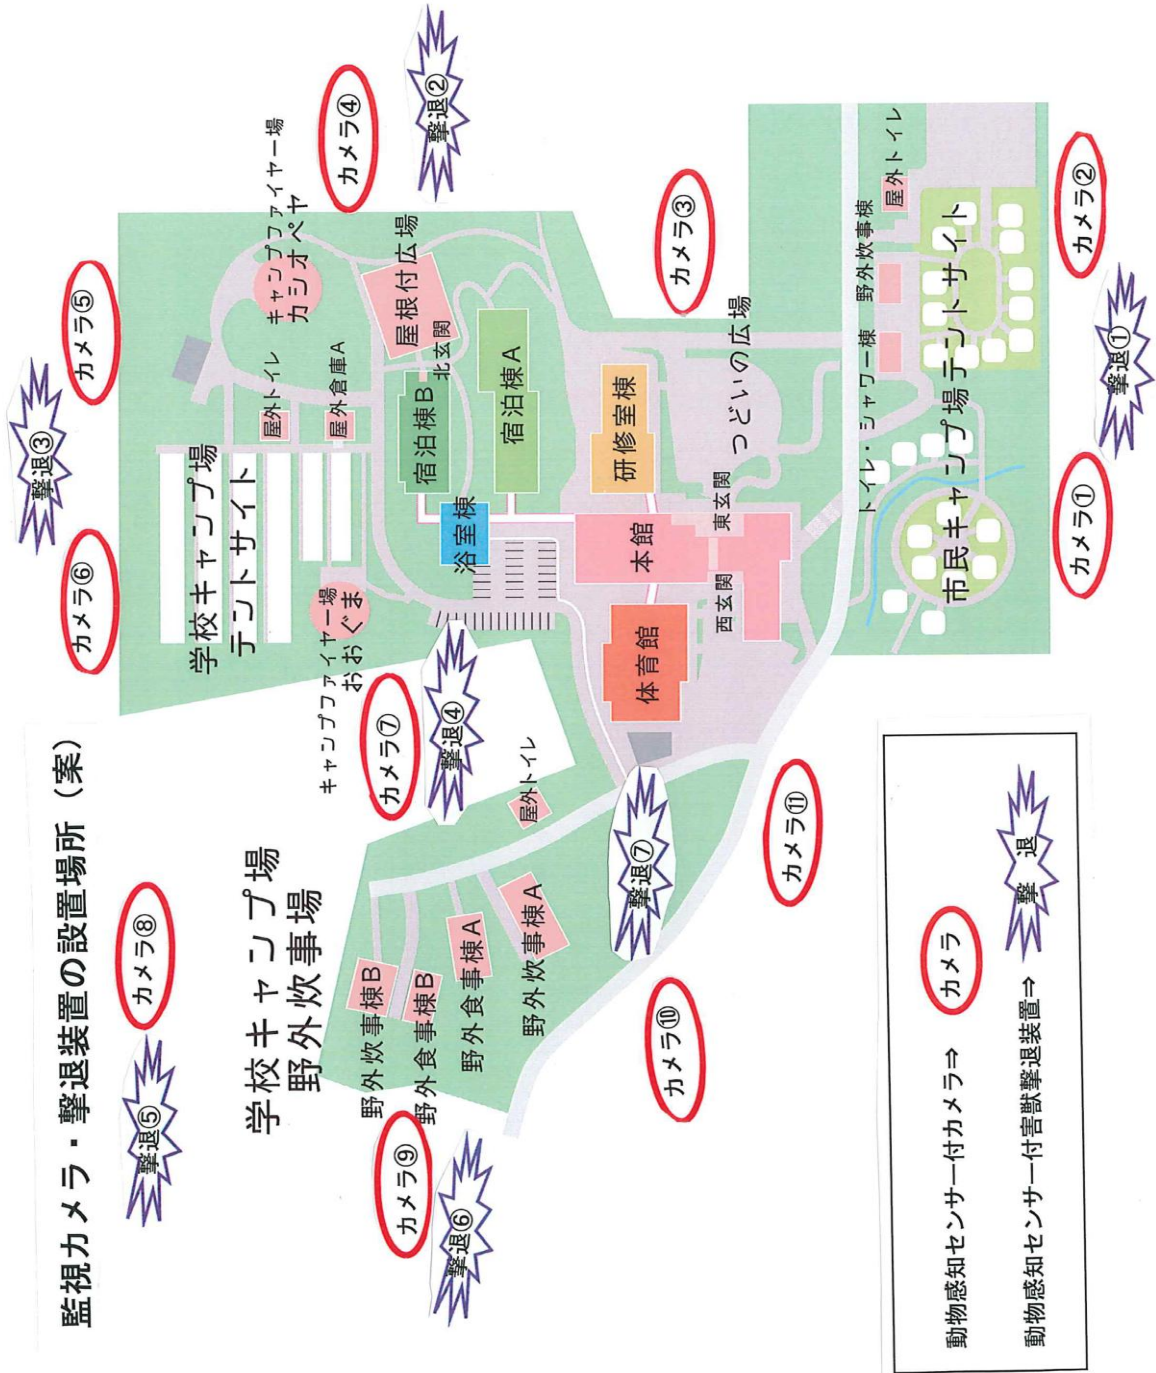 監視カメラ・撃退装置の設置場所（案）
カメラ⑧
撃退⑤
カメラ⑥
撃退③
カメラ⑤
学校キャンプ場
テントサイト
屋外トイレ
屋外倉庫A
キャンプファイヤー場
カシオペヤ
カメラ④
撃退②
キャンプファイヤー場
おおぐま
カメラ⑦
撃退④
屋根付広場
北玄関
宿泊棟B
宿泊棟A
浴室棟
学校キャンプ場
野外炊事場
野外炊事棟B
野外食事棟B
野外食事棟A
野外炊事棟A
屋外トイレ
カメラ⑨
撃退⑥
研修室棟
本館
体育館
東玄関
西玄関
つどいの広場
カメラ③
撃退⑦
カメラ⑩
カメラ⑪
トイレ・シャワー棟
野外炊事棟
屋外トイレ
市民キャンプ場テントサイト
カメラ①
撃退①
カメラ②
動物感知センサー付カメラ⇒
カメラ
動物感知センサー付害獣撃退装置⇒
撃 退